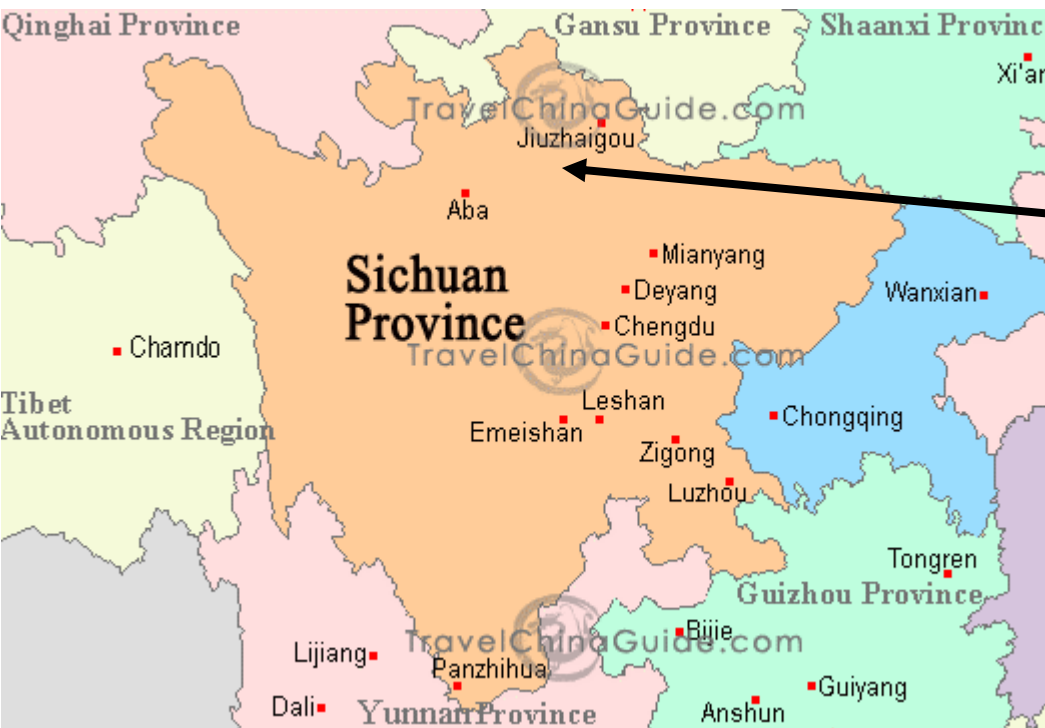 Qinghai Province
Gansu Province
Shaanxi Provinc
Xi'ar
TravelChinaGuide.com
Jiuzhaigou
Aba
Mianyang
Sichuan
Province
Deyang
Wanxian
Chengdu
Chamdo
TravelChinaGuide.com
Tibet
Autonomous Region
Leshan
Emeishan
Chongqing
Zigong
Luzhou
Tongren
Guizhou Province
TravelChinaGuide.com
Bijie
Lijiang
Panzhihua
Guiyang
Dali
Yunnan Province
Anshun